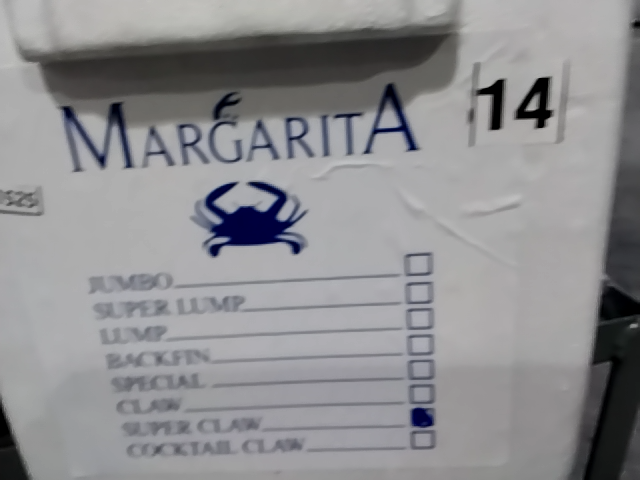 MARGARITA
14
JUMBO
SUPER LUMP
LUMP
BACKFIN
SPECIAL
CLAW
SUPER CLAW
COCKTAIL CLAW